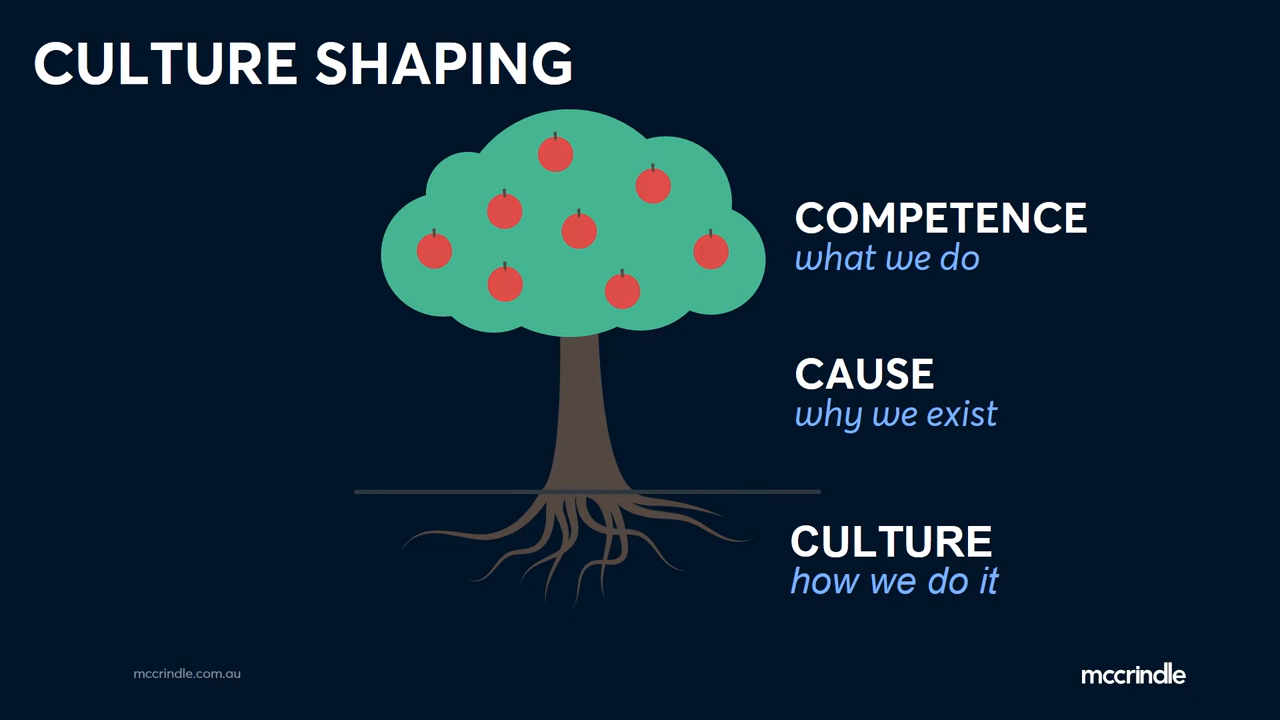 CULTURE SHAPING
COMPETENCE
what we do
CAUSE
why we exist
CULTURE
how we do it
mccrindle.com.au
mccrindle